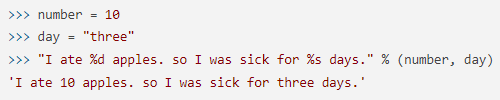 >>> number = 10
>>> day = "three"
>>> "I ate %d apples. so I was sick for %s days." % (number, day)
'I ate 10 apples. so I was sick for three days.'